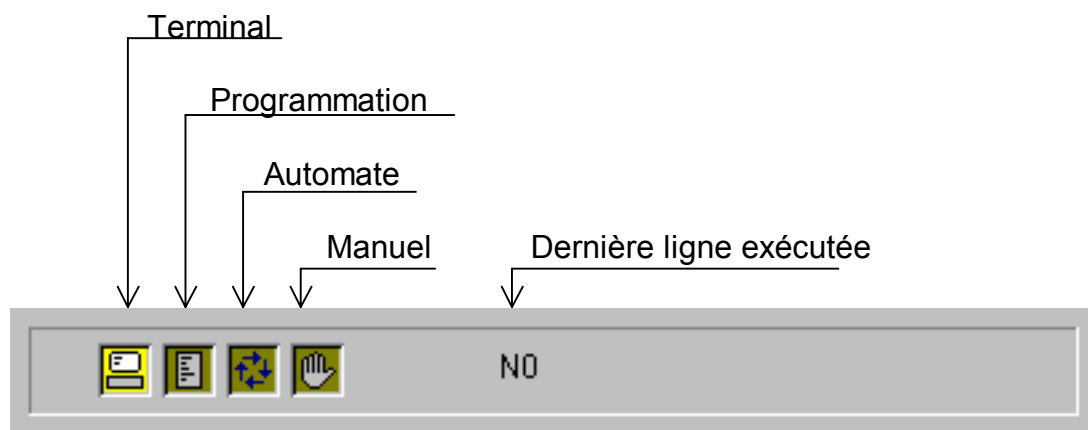 Terminal
Programmation
Automate
Manuel
Dernière ligne exécutée
N0